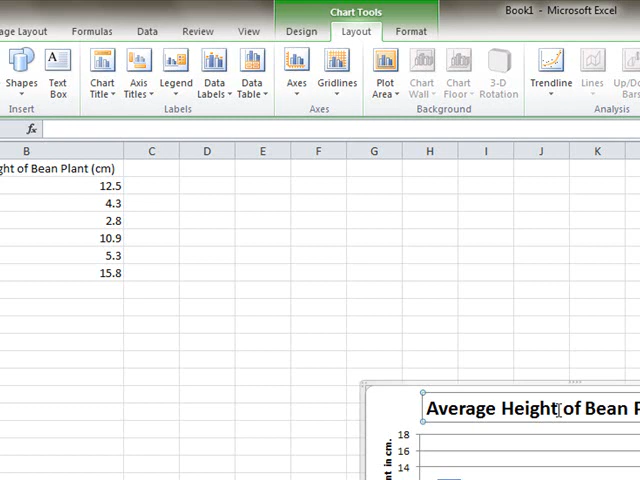 Chart Tools
Book1 - Microsoft Excel
age Layout Formulas Data Review View Design Layout Format
Shapes Text Box Chart Title Axis Titles Legend Data Labels Data Table Axes Gridlines Plot Area Chart Wall Chart Floor 3-D Rotation Trendline Lines Up/Do Bars
Insert Labels Axes Background Analysis
fx
B C D E F G H I J K
ght of Bean Plant (cm)
12.5
4.3
2.8
10.9
5.3
15.8
Average Height of Bean P
18
16
14
nt in cm.